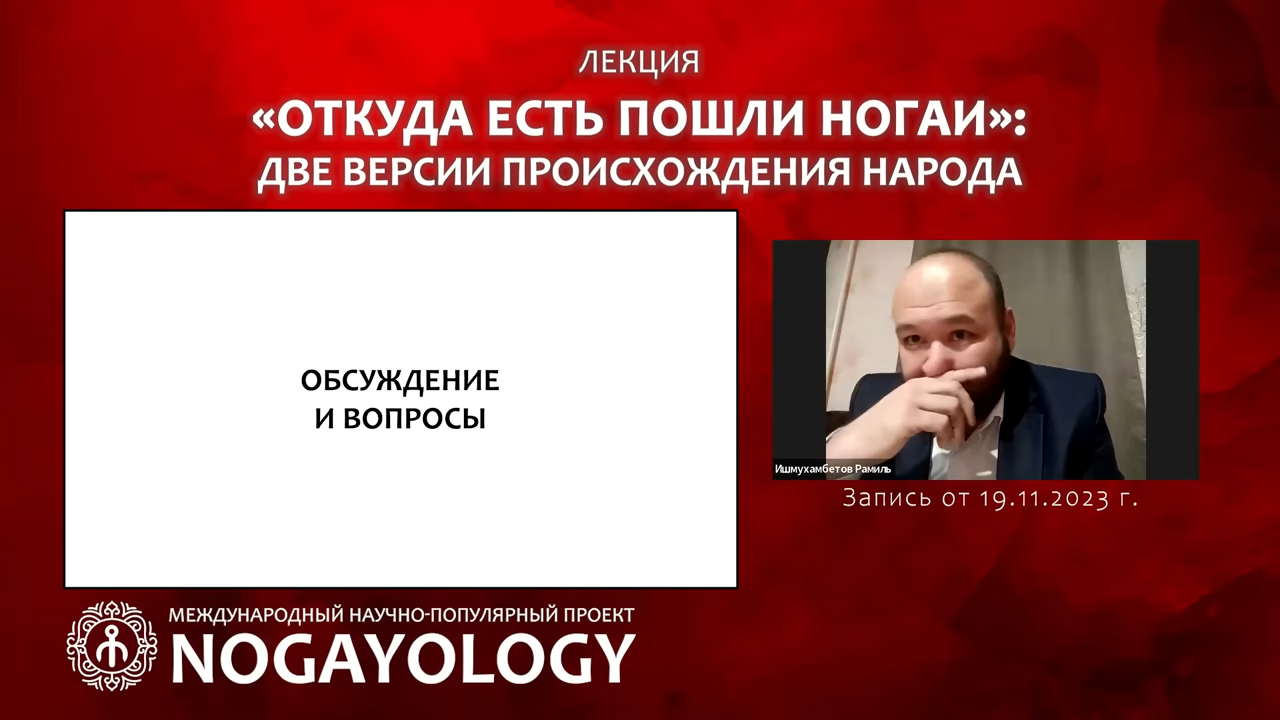 ЛЕКЦИЯ
«ОТКУДА ЕСТЬ ПОШЛИ НОГАИ»:
ДВЕ ВЕРСИИ ПРОИСХОЖДЕНИЯ НАРОДА
ОБСУЖДЕНИЕ
И ВОПРОСЫ
Ишмухамбетов Рамиль
Запись от 19.11.2023 г.
МЕЖДУНАРОДНЫЙ НАУЧНО-ПОПУЛЯРНЫЙ ПРОЕКТ
NOGAYOLOGY